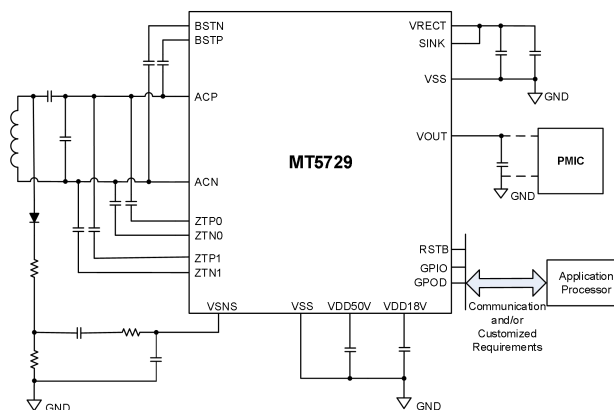 BSTN
BSTP
ACP
ACN
ZTP0
ZTN0
ZTP1
ZTN1
VSNS
VSS
VDD50V
VDD18V
MT5729
VRECT
SINK
VSS
GND
VOUT
PMIC
GND
RSTB
GPIO
GPOD
Application
Processor
Communication
and/or
Customized
Requirements
GND
GND